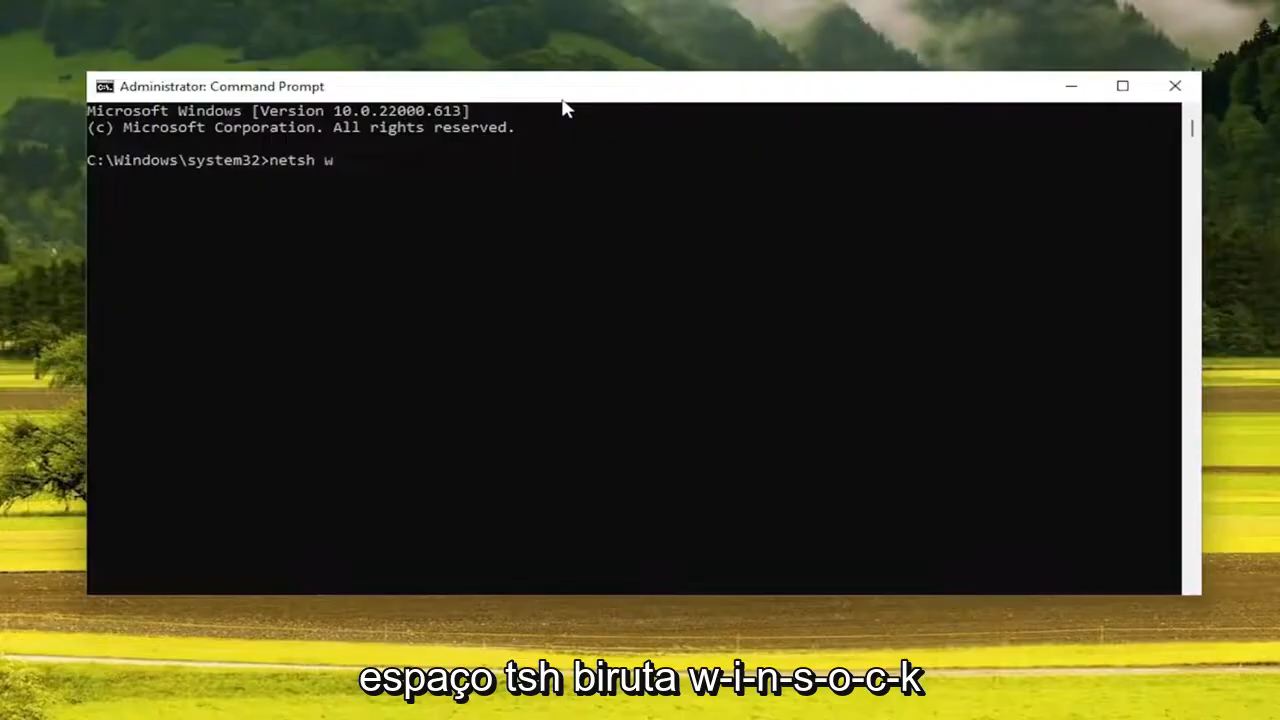 Administrator: Command Prompt
Microsoft Windows [Version 10.0.22000.613]
(c) Microsoft Corporation. All rights reserved.
C:\Windows\system32>netsh w
espaço tsh biruta w-i-n-s-o-c-k